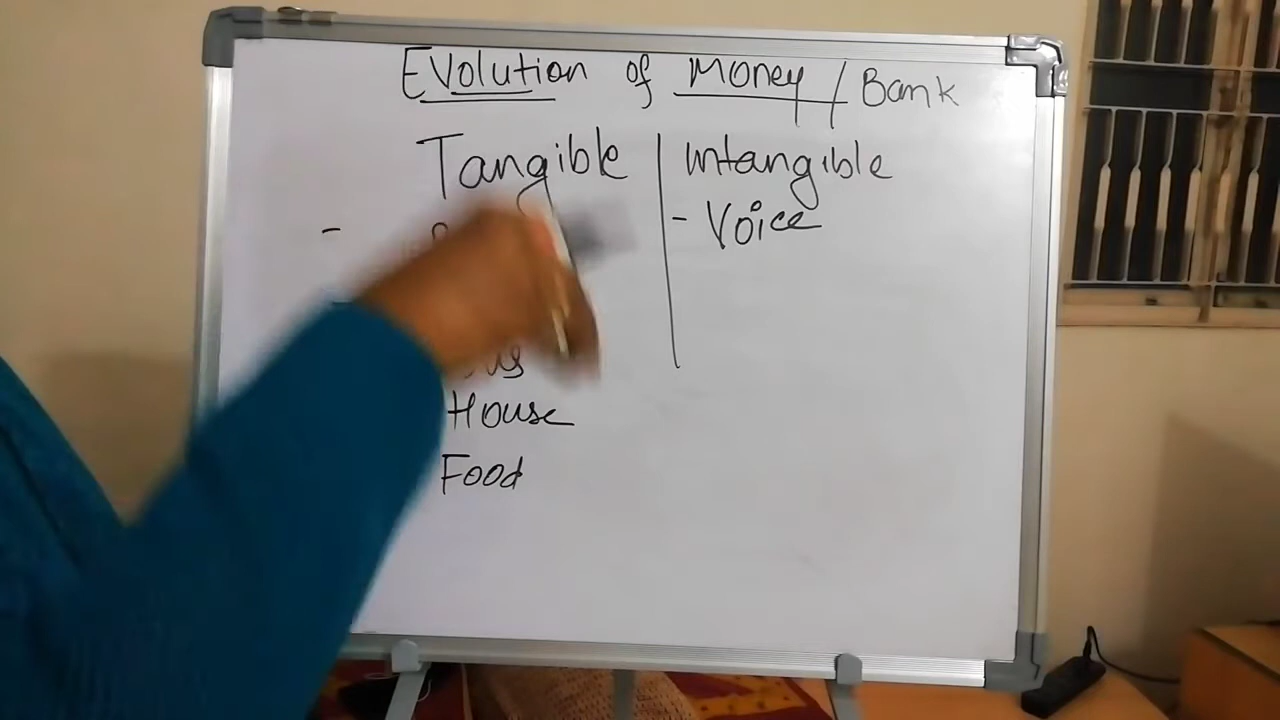 Evolution of Money / Bank
Tangible | Intangible
- - Voice
House
Food